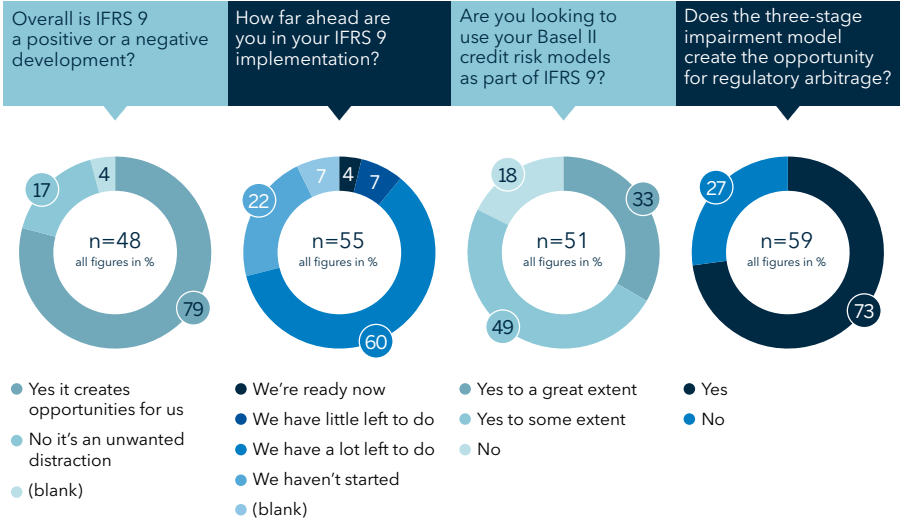 Overall is IFRS 9
a positive or a negative
development?
How far ahead are
you in your IFRS 9
implementation?
Are you looking to
use your Basel II
credit risk models
as part of IFRS 9?
Does the three-stage
impairment model
create the opportunity
for regulatory arbitrage?
4
17
n=48
all figures in %
79
4
7
7
22
n=55
all figures in %
60
18
33
n=51
all figures in %
49
27
n=59
all figures in %
73
Yes it creates
opportunities for us
No it's an unwanted
distraction
(blank)
We're ready now
We have little left to do
We have a lot left to do
We haven't started
(blank)
Yes to a great extent
Yes to some extent
No
Yes
No